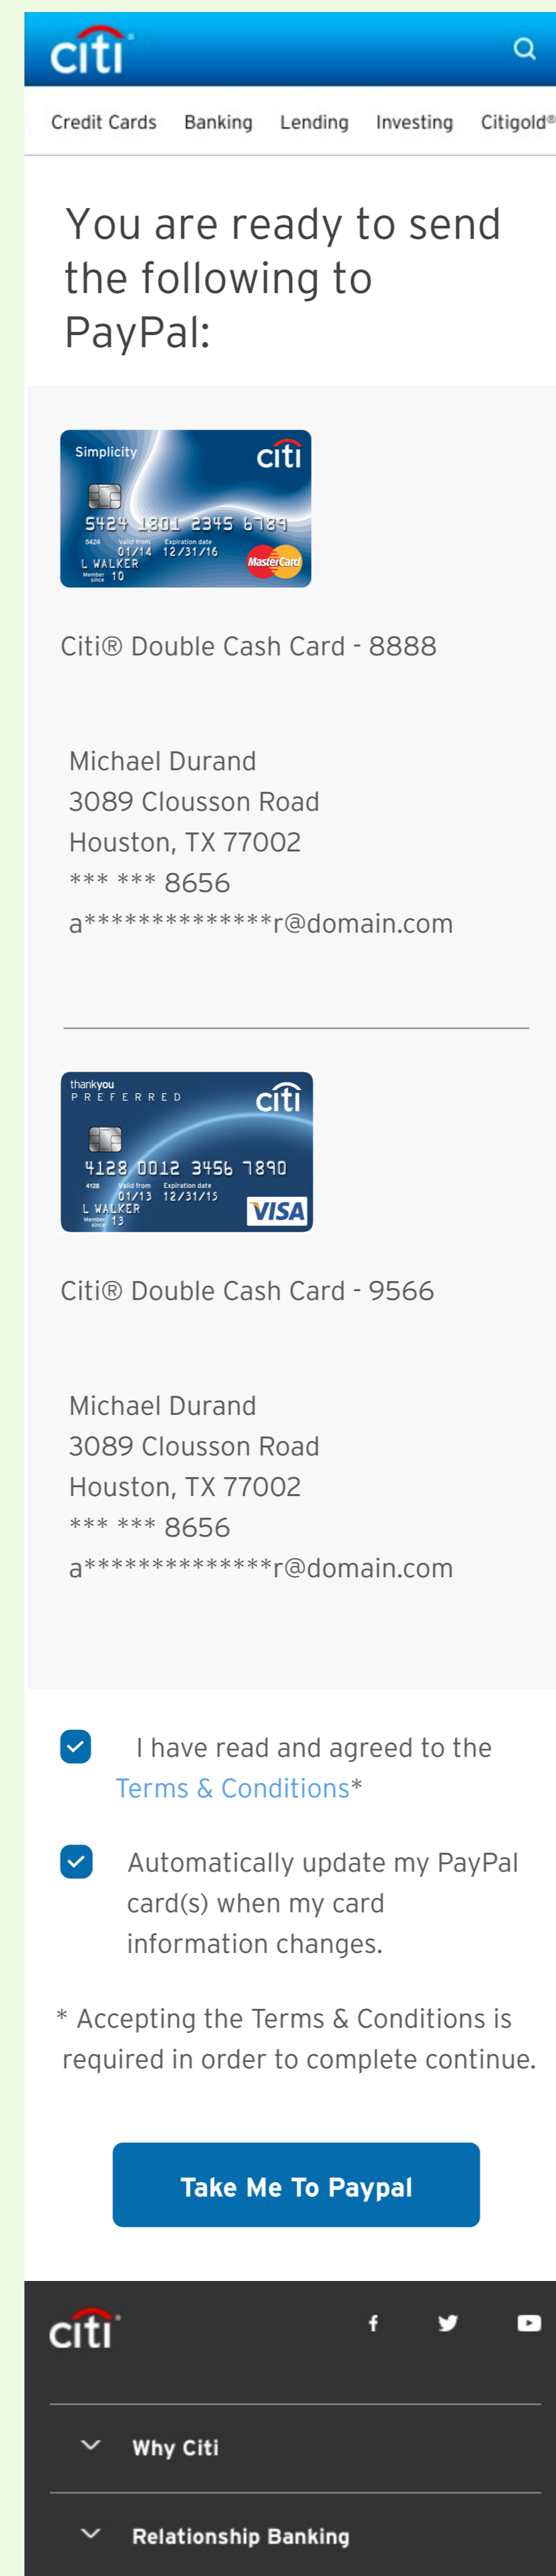 citi
Credit Cards Banking Lending Investing Citigold®
You are ready to send
the following to
PayPal:
Simplicity
citi
5424 1801 2345 6789
5424 Valid from Expiration date
01/14 12/31/16
L WALKER
Member since 10
MasterCard
Citi® Double Cash Card - 8888
Michael Durand
3089 Clousson Road
Houston, TX 77002
*** *** 8656
a**************r@domain.com
thankyou
PREFERRED
citi
4128 0012 3456 7890
4128 Valid from Expiration date
01/13 12/31/15
L WALKER
Member since 13
VISA
Citi® Double Cash Card - 9566
Michael Durand
3089 Clousson Road
Houston, TX 77002
*** *** 8656
a**************r@domain.com
I have read and agreed to the
Terms & Conditions*
Automatically update my PayPal
card(s) when my card
information changes.
* Accepting the Terms & Conditions is
required in order to complete continue.
Take Me To Paypal
citi
Why Citi
Relationship Banking